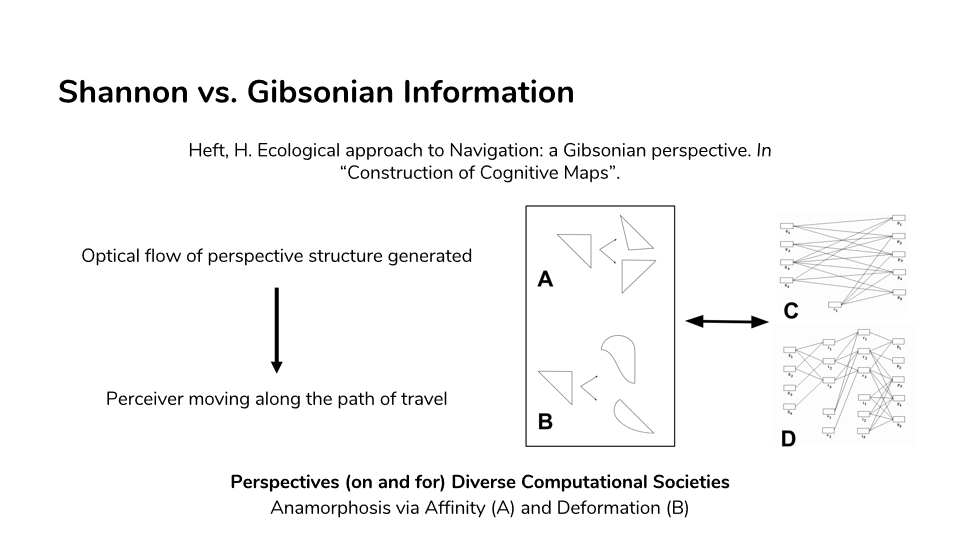 Shannon vs. Gibsonian Information
Heft, H. Ecological approach to Navigation: a Gibsonian perspective. In
“Construction of Cognitive Maps”.
Optical flow of perspective structure generated
Perceiver moving along the path of travel
A
B
C
D
Perspectives (on and for) Diverse Computational Societies
Anamorphosis via Affinity (A) and Deformation (B)